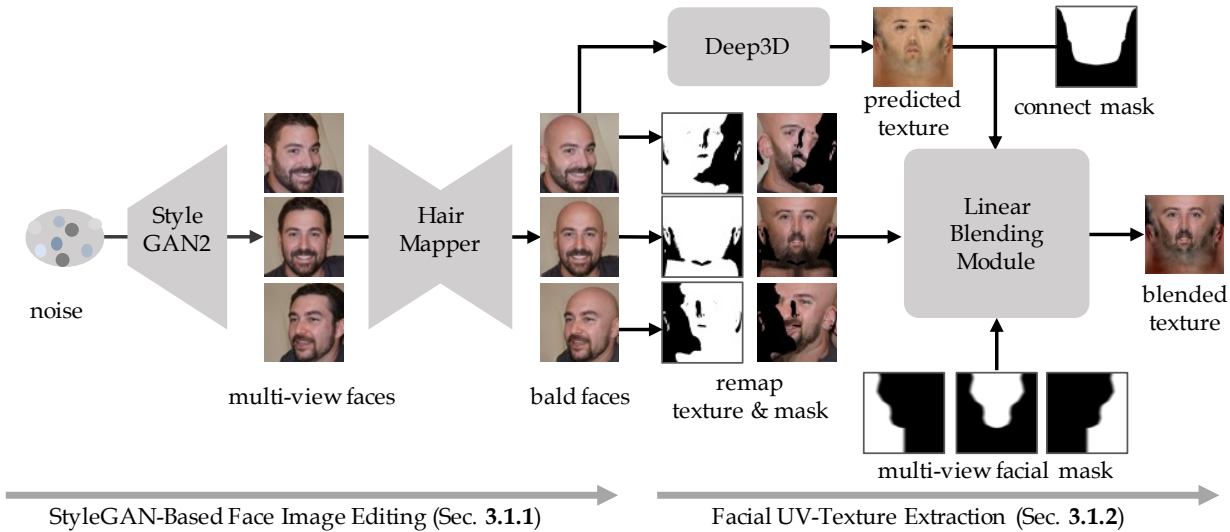 Deep3D
predicted
texture
connect mask
Style
GAN2
Hair
Mapper
Linear
Blending
Module
noise
blended
texture
multi-view faces
bald faces
remap
texture & mask
multi-view facial mask
StyleGAN-Based Face Image Editing (Sec. 3.1.1)
Facial UV-Texture Extraction (Sec. 3.1.2)